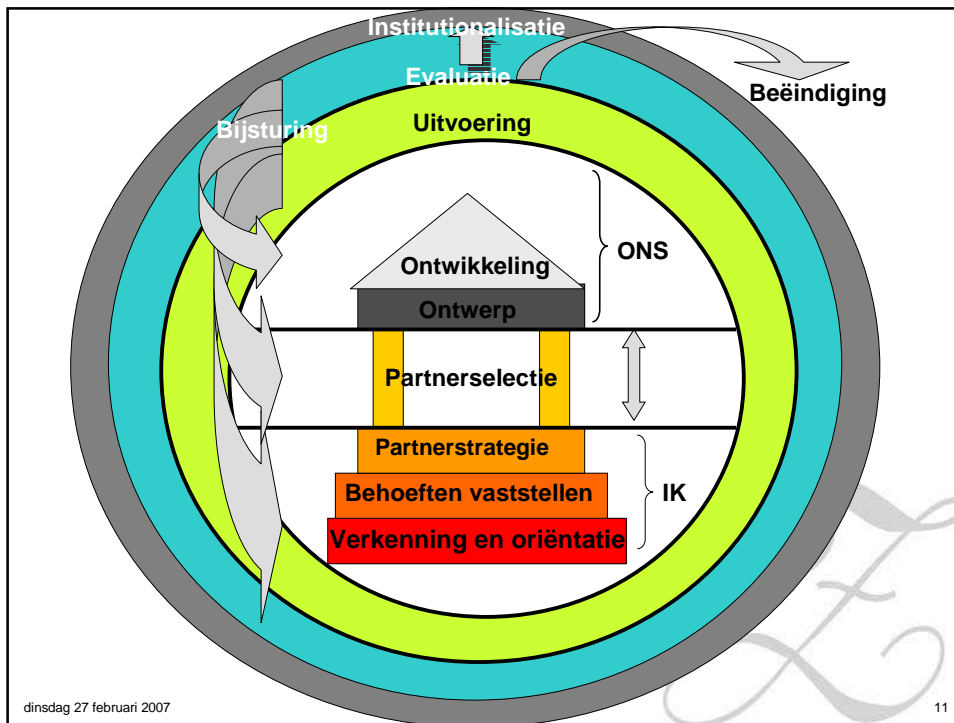 Institutionalisatie
Evaluatie
Beëindiging
Bijsturing
Uitvoering
ONS
Ontwikkeling
Ontwerp
Partnerselectie
Partnerstrategie
Behoeften vaststellen
IK
Verkenning en oriëntatie
dinsdag 27 februari 2007
11